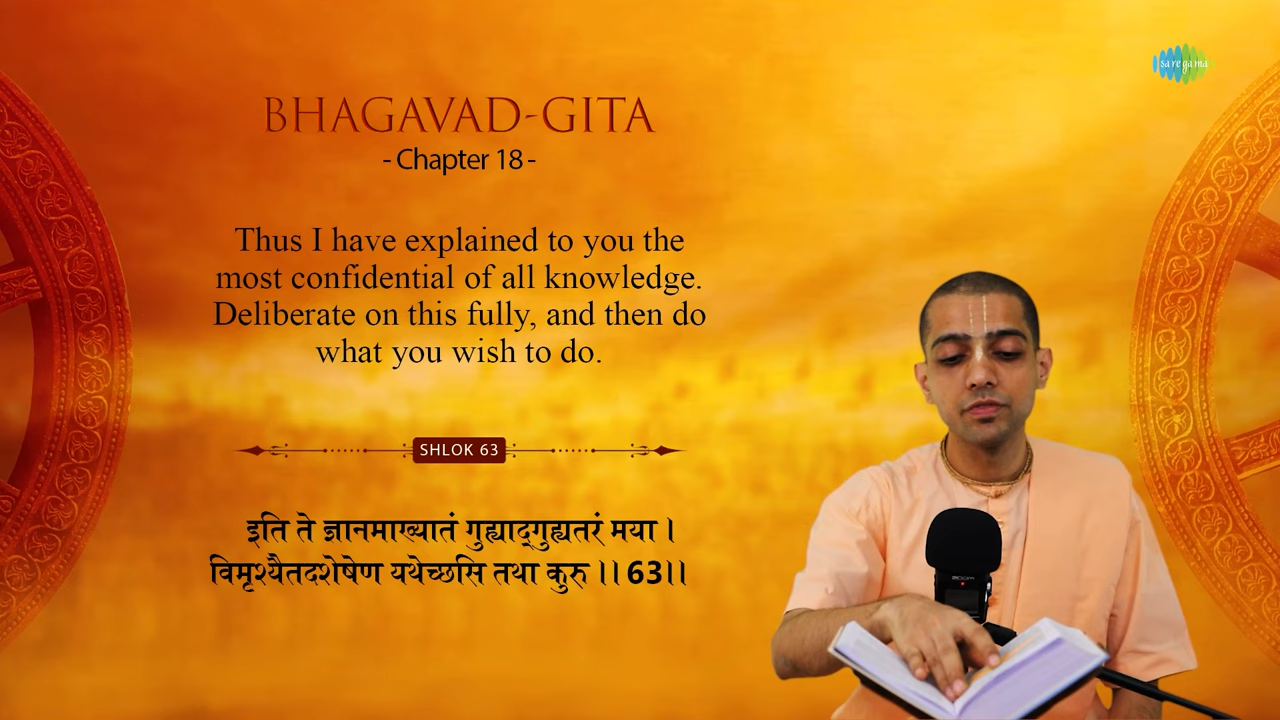 saregama
BHAGAVAD-GITA
- Chapter 18 -
Thus I have explained to you the
most confidential of all knowledge.
Deliberate on this fully, and then do
what you wish to do.
SHLOK 63
इति ते ज्ञानमाख्यातं गुह्याद्‌गुह्यतरं मया ।
विमृश्यैतदशेषेण यथेच्छसि तथा कुरु ।। 63।।
zoom